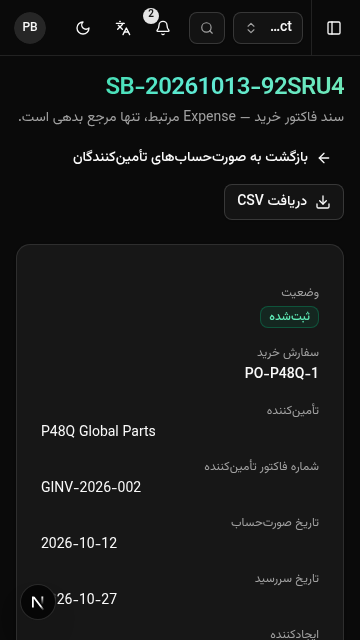 PB
2
ct...
SB-20261013-92SRU4
سند فاکتور خرید — Expense مرتبط، تنها مرجع بدهی است.
بازگشت به صورت‌حساب‌های تأمین‌کنندگان
دریافت CSV
وضعیت
ثبت‌شده
سفارش خرید
PO-P48Q-1
تأمین‌کننده
P48Q Global Parts
شماره فاکتور تأمین‌کننده
GINV-2026-002
تاریخ صورت‌حساب
2026-10-12
تاریخ سررسید
26-10-27
N
ایجادکننده